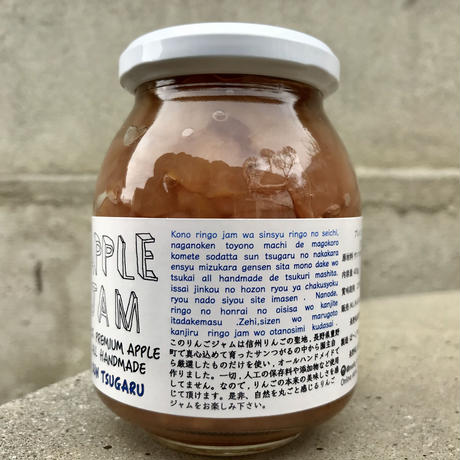 APPLE
JAM
PREMIUM APPLE
HANDMADE
TSUGARU
Kono ringo jam wa sinsyu ringo no seichi,
naganoken toyono machi de magokoro
komete sodatta sun tsugaru no nakakara
ensyu mizukara gensen sita mono dake wo
tsukai all handmade de tsukuri mashita.
issai jinkou no hozon ryou ya chakusyoku
ryou nado siyou site imasen . Nanode,
ringo no honrai no oisisa wo kanjite
itadakemasu .Zehi,sizen wo marugoto
kanjiru ringo jam wo otanosimi kudasai .
このりんごジャムは信州りんごの聖地,長野県豊野
町で真心込めて育ったサンつがるの中から園主自
ら厳選したものだけを使い,オールハンドメイドで
作りました。一切,人工の保存料や添加物など使用
してません。なので,りんごの本来の美味しさを感
じて頂けます。是非、自然を丸ごと感じるりんご
ジャムをお楽しみ下さい。